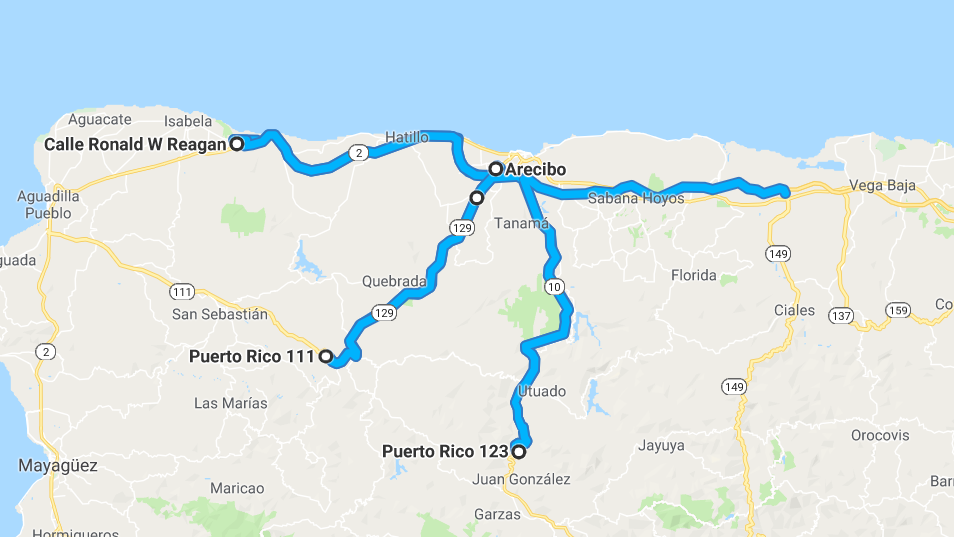 Aguacate
Isabela
Calle Ronald W Reagan
Hatillo
2
Arecibo
Aguadilla
Pueblo
Sabana Hoyos
Vega Baja
129
Tanamá
guada
149
Quebrada
Florida
111
10
San Sebastián
129
Ciales
137
159
Co
2
Puerto Rico 111
149
Utuado
Las Marías
Orocovis
Jayuya
Puerto Rico 123
Mayagüez
Juan González
Barr
Maricao
Garzas
Hormigueros